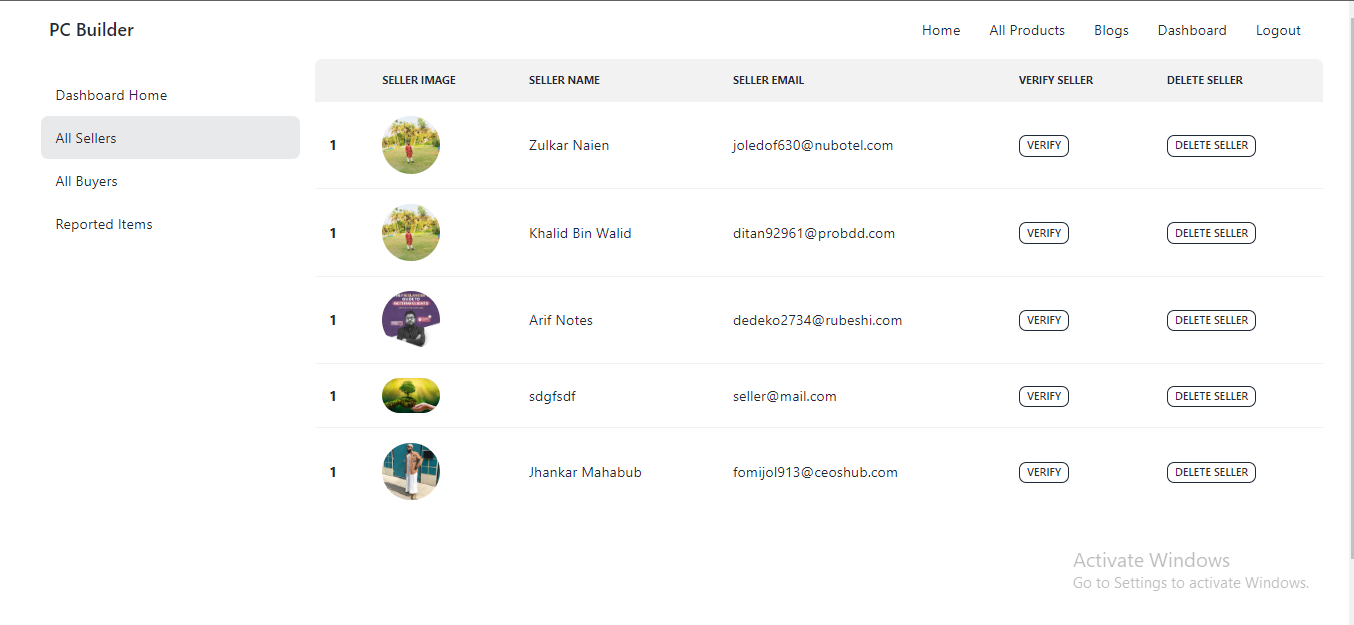 PC Builder
Home All Products Blogs Dashboard Logout
Dashboard Home
All Sellers
All Buyers
Reported Items
SELLER IMAGE SELLER NAME SELLER EMAIL VERIFY SELLER DELETE SELLER
1 Zulkar Naien joledof630@nubotel.com VERIFY DELETE SELLER
1 Khalid Bin Walid ditan92961@probdd.com VERIFY DELETE SELLER
1 Arif Notes dedeko2734@rubeshi.com VERIFY DELETE SELLER
1 sdgfsdf seller@mail.com VERIFY DELETE SELLER
1 Jhankar Mahabub fomijol913@ceoshub.com VERIFY DELETE SELLER
Activate Windows
Go to Settings to activate Windows.